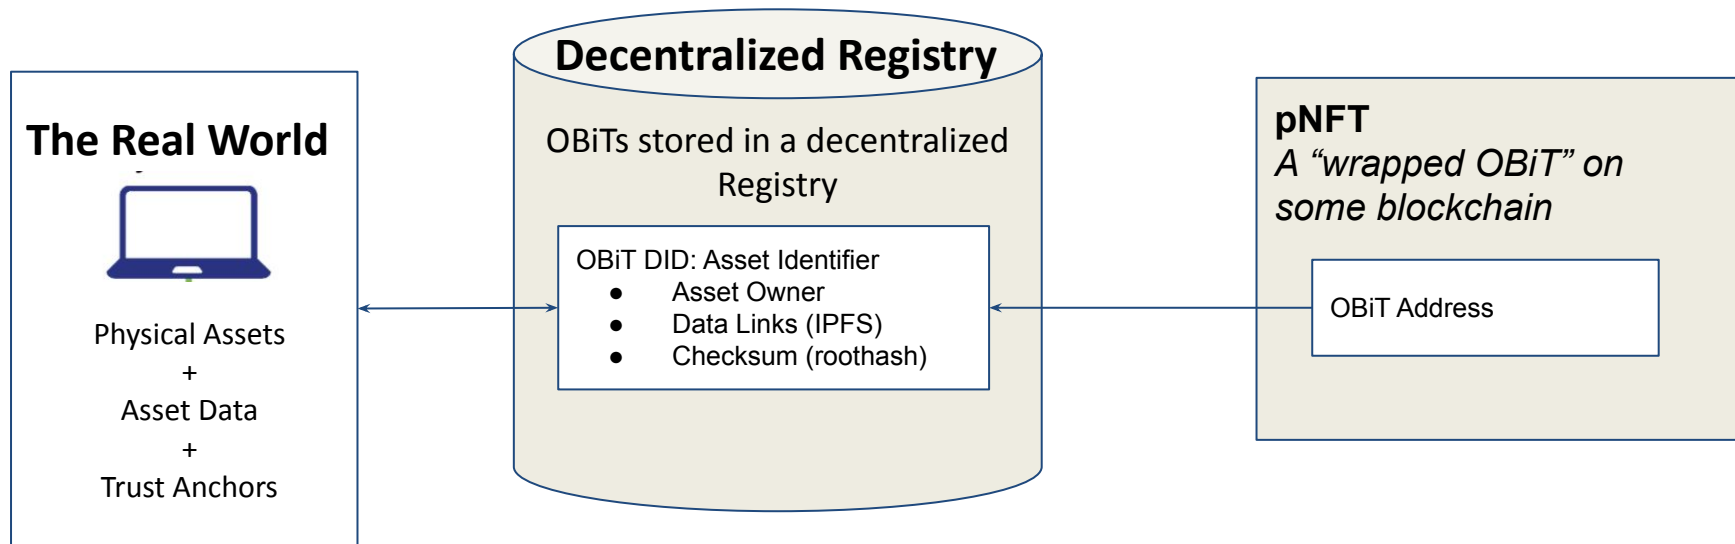 The Real World
Physical Assets
+
Asset Data
+
Trust Anchors
Decentralized Registry
OBiTs stored in a decentralized
Registry
OBiT DID: Asset Identifier
● Asset Owner
● Data Links (IPFS)
● Checksum (roothash)
pNFT
A “wrapped OBiT” on
some blockchain
OBiT Address